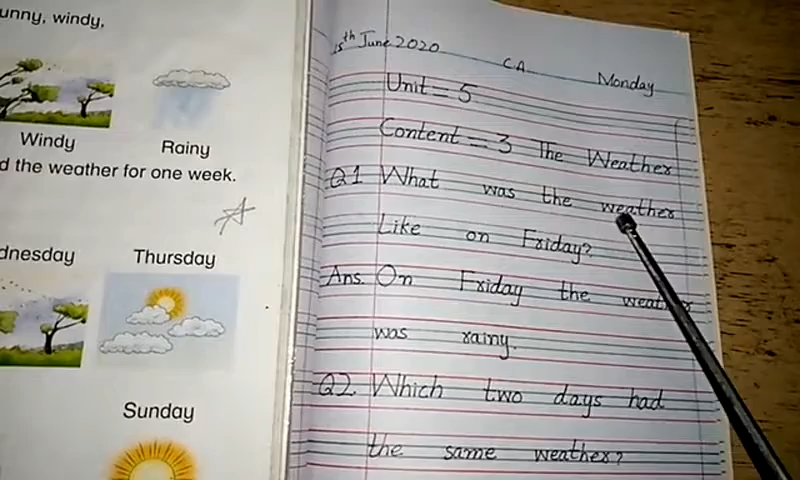 unny, windy,
Windy
Rainy
d the weather for one week.
dnesday
Thursday
Sunday
15th June 2020 CA Monday
Unit = 5
Content = 3 The Weather
Q1 What was the weather
Like on Friday?
Ans. On Friday the weather
was rainy.
Q2. Which two days had
the same weather?